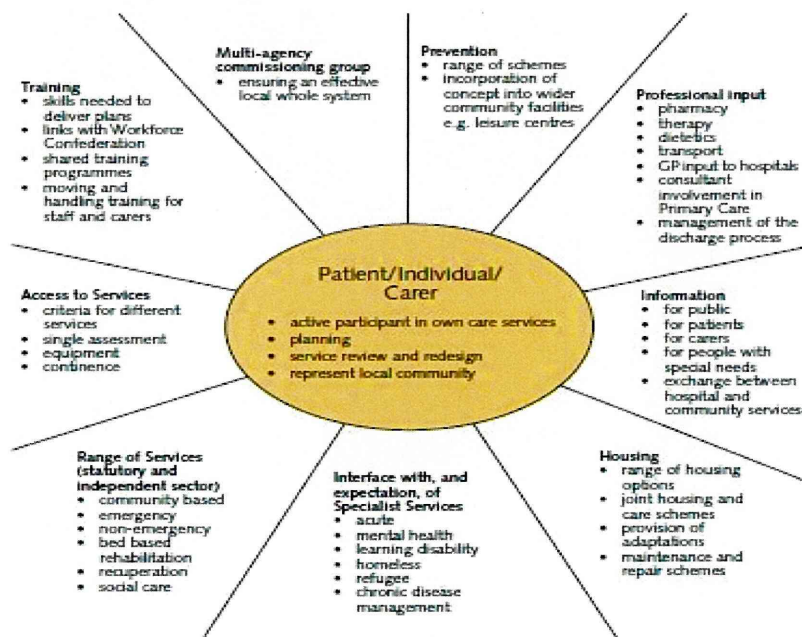 Multi-agency
commissioning group
• ensuring an effective
local whole system
Prevention
• range of schemes
• incorporation of
concept into wider
community facilities
e.g. leisure centres
Professional input
• pharmacy
• therapy
• dietetics
• transport
• GP input to hospitals
• consultant
involvement in
Primary Care
• management of the
discharge process
Information
• for public
• for patients
• for carers
• for people with
special needs
• exchange between
hospital and
community services
Housing
• range of housing
options
• joint housing and
care schemes
• provision of
adaptations
• maintenance and
repair schemes
Interface with, and
expectation, of
Specialist Services
• acute
• mental health
• learning disability
• homeless
• refugee
• chronic disease
management
Range of Services
(statutory and
independent sector)
• community based
• emergency
• non-emergency
• bed based
rehabilitation
• recuperation
• social care
Access to Services
• criteria for different
services
• single assessment
• equipment
• continence
Training
• skills needed to
deliver plans
• links with Workforce
Confederation
• shared training
programmes
• moving and
handling training for
staff and carers
Patient/Individual/
Carer
• active participant in own care services
• planning
• service review and redesign
• represent local community